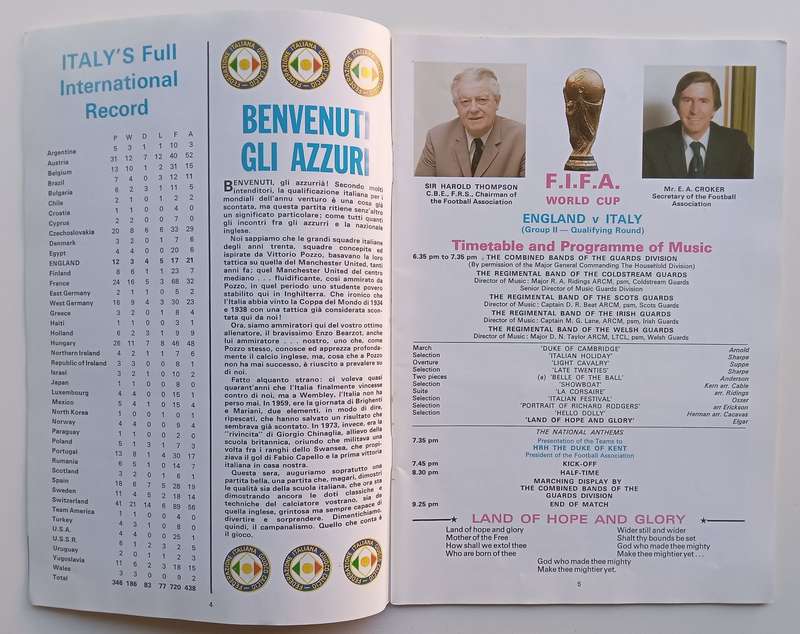 ITALY'S Full
International
Record
P W D L F A
Argentine 5 3 1 1 10 3
Austria 31 12 7 12 40 52
Belgium 13 10 1 2 31 15
Brazil 7 4 0 3 12 11
Bulgaria 6 2 3 1 11 5
Chile 2 1 0 1 2 2
Croatia 1 1 0 0 4 0
Cyprus 2 2 0 0 7 0
Czechoslovakia 20 8 6 6 33 29
Denmark 3 2 0 1 7 6
Egypt 4 4 0 0 20 6
ENGLAND 12 3 4 5 17 21
Finland 8 6 1 1 23 7
France 24 16 5 3 68 32
East Germany 2 1 1 0 5 2
West Germany 16 9 4 3 30 23
Greece 3 2 0 1 8 4
Haiti 1 1 0 0 3 1
Holland 6 2 3 1 9 9
Hungary 26 11 7 8 46 48
Northern Ireland 4 2 1 1 7 6
Republic of Ireland 3 3 0 0 8 1
Israel 3 2 1 0 10 2
Japan 1 1 0 0 8 0
Luxembourg 4 4 0 0 15 1
Mexico 5 4 1 0 15 4
North Korea 1 0 0 1 0 1
Norway 4 4 0 0 9 4
Paraguay 1 1 0 0 2 0
Poland 5 1 3 1 7 3
Portugal 13 8 1 4 30 17
Rumania 6 5 1 0 14 7
Scotland 3 2 0 1 6 1
Spain 18 6 7 5 28 19
Sweden 11 4 5 2 18 14
Switzerland 41 21 14 6 89 56
Team America 1 1 0 0 4 0
Turkey 4 3 1 0 8 0
U.S.A. 4 4 0 0 25 1
U.S.S.R. 8 1 2 3 2 5
Uruguay 2 0 1 1 2 3
Yugoslavia 11 6 2 3 18 15
Wales 3 3 0 0 9 2
Total 346 186 83 77 720 438
4
FEDERAZIONE ITALIANA GIUOCO CALCIO
FEDERAZIONE ITALIANA GIUOCO CALCIO
FEDERAZIONE ITALIANA GIUOCO CALCIO
BENVENUTI
GLI AZZURI
BENVENUTI, gli azzurrià! Secondo molti
intenditori, la qualificazione italiana per i
mondiali dell'anno venturo è una cosa già
scontata, ma questa partita ritiene senz'altro
un significato particolare; come tutti quanti
gli incontri fra gli azzurri e la nazionale
inglese.
Noi sappiamo che le grandi squadre italiane
degli anni trenta, squadre concepite ed
ispirate da Vittorio Pozzo, basavano la loro
tattica su quella del Manchester United, tanti
anni fa; quel Manchester United del centro
mediano . . . fluidificante, così ammirato da
Pozzo, in quel periodo uno studente povero
stabilito quì in Inghilterra. Che ironico che
l'Italia abbia vinto la Coppa del Mondo di 1934
e 1938 con una tattica già considerata scon-
tata qui da noi!
Ora, siamo ammiratori qui del vostro ottimo
allenatore, il bravissimo Enzo Bearzot, anche
lui ammiratore . . . nostro, uno che, come
Pozzo stesso, conosce ed apprezza profonda-
mente il calcio inglese, ma, cosa che a Pozzo
non ha mai successo, è riuscito a prevalere su
di noi.
Fatto alquanto strano: ci voleva quasi
quarant'anni che l'Italia finalmente vincesse
contro di noi, ma a Wembley, l'Italia non ha
perso mai. In 1959, ere la giornata di Brighenti
e Mariani, due elementi, in modo di dire,
ripescati, che hanno salvato un risultato che
sembrava già scontato. In 1973, invece, era la
"rivincita" di Giorgio Chinaglia, allievo della
scuola britannica, oriundo che militava una
volta fra i ranghi dello Swansea, che propi-
ziava il gol di Fabio Capello e la prima vittoria
italiana in casa nostra.
Questa sera, auguriamo soprattuto una
partita bella, una partita che, magari, dimostri
le qualità sia della scuola italiana, che ora sta
dimostrando ancora le doti classiche e
techniche del calciatore vostrano, sia de
quella inglese, grintosa ma sempre capace di
divertire e sorprendere. Dimentichiamo,
quindi, il campanalismo. Quello che conta è
il gioco.
FEDERAZIONE ITALIANA GIUOCO CALCIO
FEDERAZIONE ITALIANA GIUOCO CALCIO
FEDERAZIONE ITALIANA GIUOCO CALCIO
SIR HAROLD THOMPSON
C.B.E., F.R.S., Chairman of
the Football Association
F.I.F.A.
WORLD CUP
Mr. E. A. CROKER
Secretary of the Football
Association
ENGLAND v ITALY
(Group II — Qualifying Round)
Timetable and Programme of Music
6.35 pm to 7.35 pm . THE COMBINED BANDS OF THE GUARDS DIVISION
(By permission of the Major General Commanding The Household Division)
THE REGIMENTAL BAND OF THE COLDSTREAM GUARDS
Director of Music: Major R. A. Ridings ARCM, psm, Coldstream Guards
Senior Director of Music Guards Division
THE REGIMENTAL BAND OF THE SCOTS GUARDS
Director of Music: Captain D. R. Beat ARCM, psm, Scots Guards
THE REGIMENTAL BAND OF THE IRISH GUARDS
Director of Music: Captain M. G. Lane, ARCM, psm, Irish Guards
THE REGIMENTAL BAND OF THE WELSH GUARDS
Director of Music: Major D. N. Taylor ARCM, LTCL, psm, Welsh Guards
March 'DUKE OF CAMBRIDGE' Arnold
Selection 'ITALIAN HOLIDAY' Sharpe
Overture 'LIGHT CAVALRY' Suppe
Selection 'LATE TWENTIES' Sharpe
Two pieces (a) 'BELLE OF THE BALL' Anderson
Selection 'SHOWBOAT' Kern arr. Cable
Suite 'LA CORSAIRE' arr. Ridings
Selection 'ITALIAN FESTIVAL' Osser
Selection 'PORTRAIT OF RICHARD RODGERS' arr Erickson
Selection 'HELLO DOLLY' Herman arr. Cacavas
'LAND OF HOPE AND GLORY' Elgar
THE NATIONAL ANTHEMS
7.35 pm Presentation of the Teams to
HRH THE DUKE OF KENT
President of the Football Association
7.45 pm KICK-OFF
8.30 pm HALF-TIME
MARCHING DISPLAY BY
THE COMBINED BANDS OF THE
GUARDS DIVISION
9.25 pm END OF MATCH
LAND OF HOPE AND GLORY
Land of hope and glory
Mother of the Free
How shall we extol thee
Who are born of thee
Wider still and wider
Shalt thy bounds be set
God who made thee mighty
Make thee mightier yet . . .
God who made thee mighty
Make thee mightier yet.
5